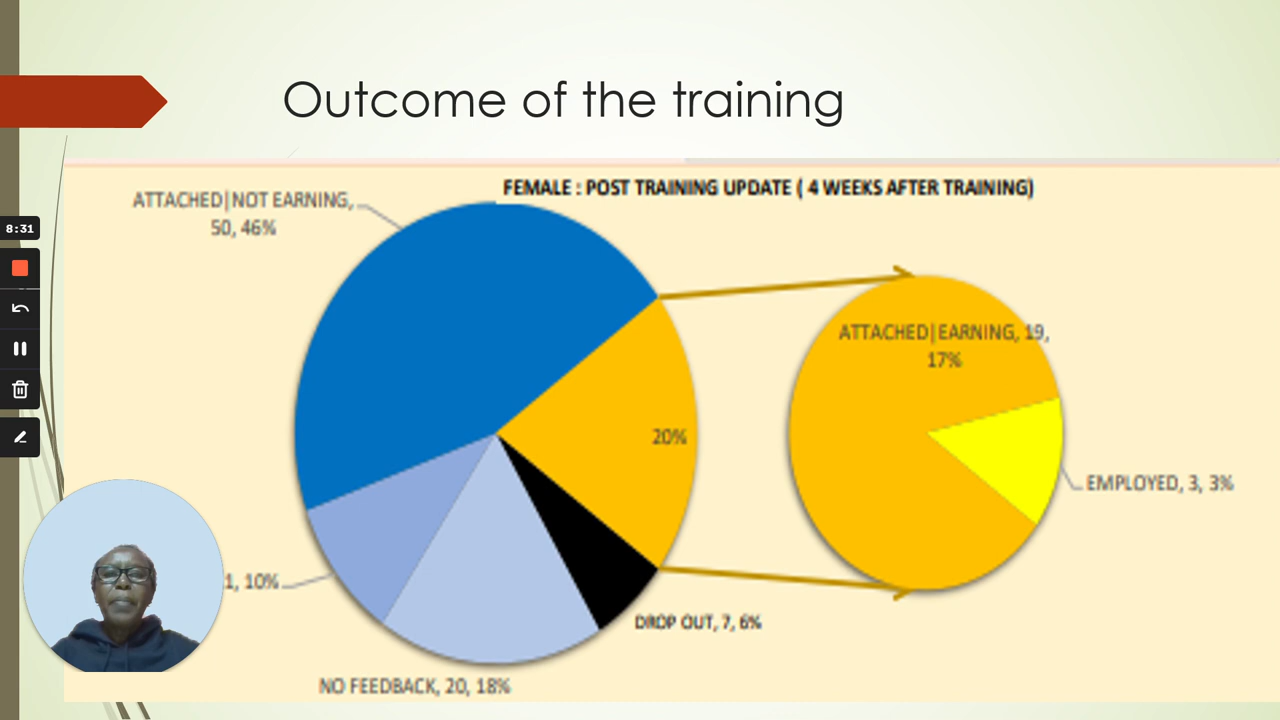 Outcome of the training
FEMALE : POST TRAINING UPDATE ( 4 WEEKS AFTER TRAINING)
ATTACHED|NOT EARNING,
50, 46%
ATTACHED|EARNING, 19,
17%
20%
EMPLOYED, 3, 3%
1, 10%
DROP OUT, 7, 6%
NO FEEDBACK, 20, 18%
8:31